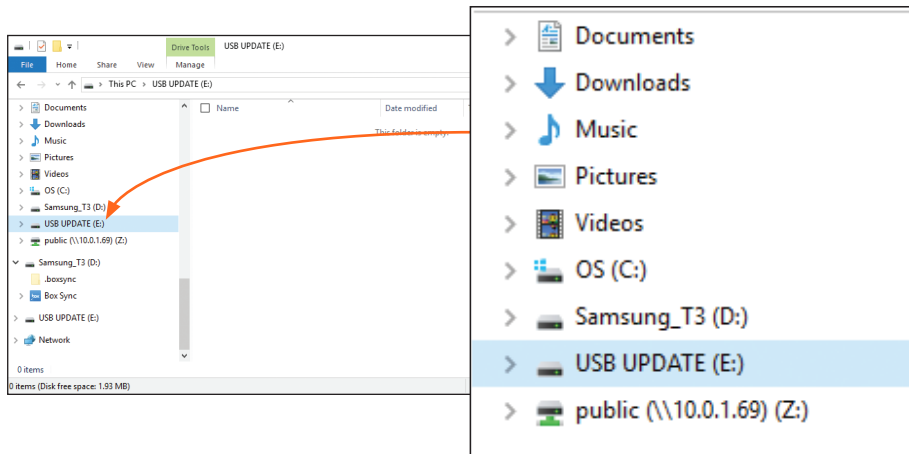 Drive Tools USB UPDATE (E:)
File Home Share View Manage
This PC > USB UPDATE (E:)
Documents
Downloads
Music
Pictures
Videos
OS (C:)
Samsung_T3 (D:)
USB UPDATE (E:)
public (\\10.0.1.69) (Z:)
Samsung_T3 (D:)
.boxsync
box Box Sync
USB UPDATE (E:)
Network
Name Date modified
This folder is empty.
0 items
0 items (Disk free space: 1.93 MB)
Documents
Downloads
Music
Pictures
Videos
OS (C:)
Samsung_T3 (D:)
USB UPDATE (E:)
public (\\10.0.1.69) (Z:)